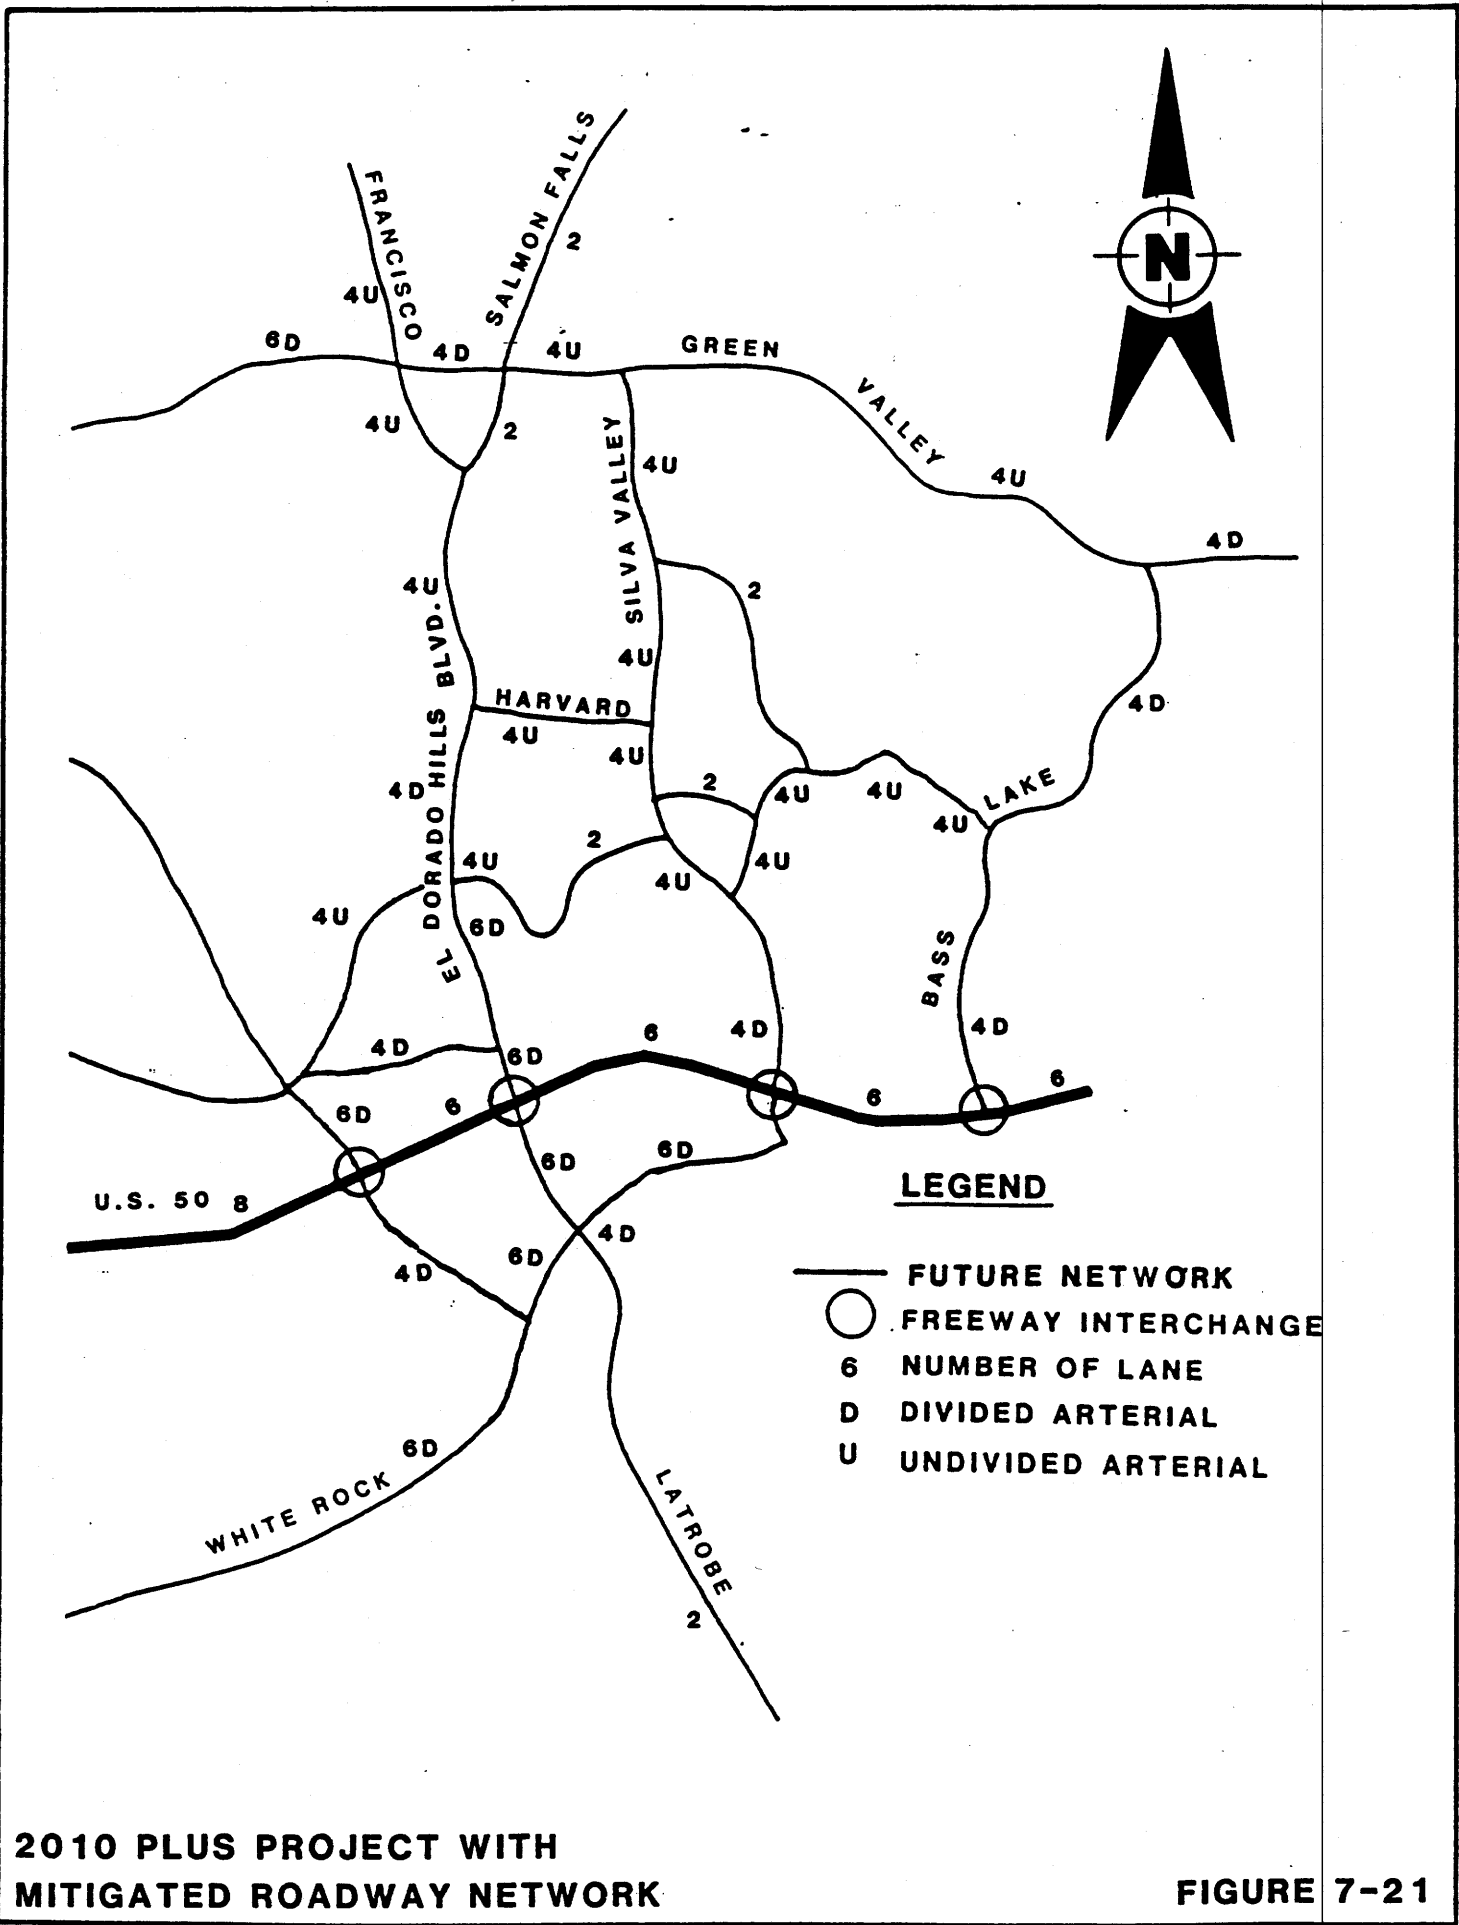 N
FRANCISCO
SALMON FALLS
2
4U
6D
4D
4U
GREEN
VALLEY
4U
2
SILVA VALLEY
4U
4U
4D
4U
EL DORADO HILLS BLVD.
2
4U
HARVARD
4U
4U
4D
4D
2
4U
4U
LAKE
4U
2
4U
4U
4U
4U
6D
BASS
4D
4D
6
4D
6D
6
6
6D
6
6D
6D
U.S. 50
8
LEGEND
4D
6D
4D
FUTURE NETWORK
FREEWAY INTERCHANGE
6 NUMBER OF LANE
D DIVIDED ARTERIAL
U UNDIVIDED ARTERIAL
6D
WHITE ROCK
LATROBE
2
2010 PLUS PROJECT WITH
MITIGATED ROADWAY NETWORK
FIGURE 7-21